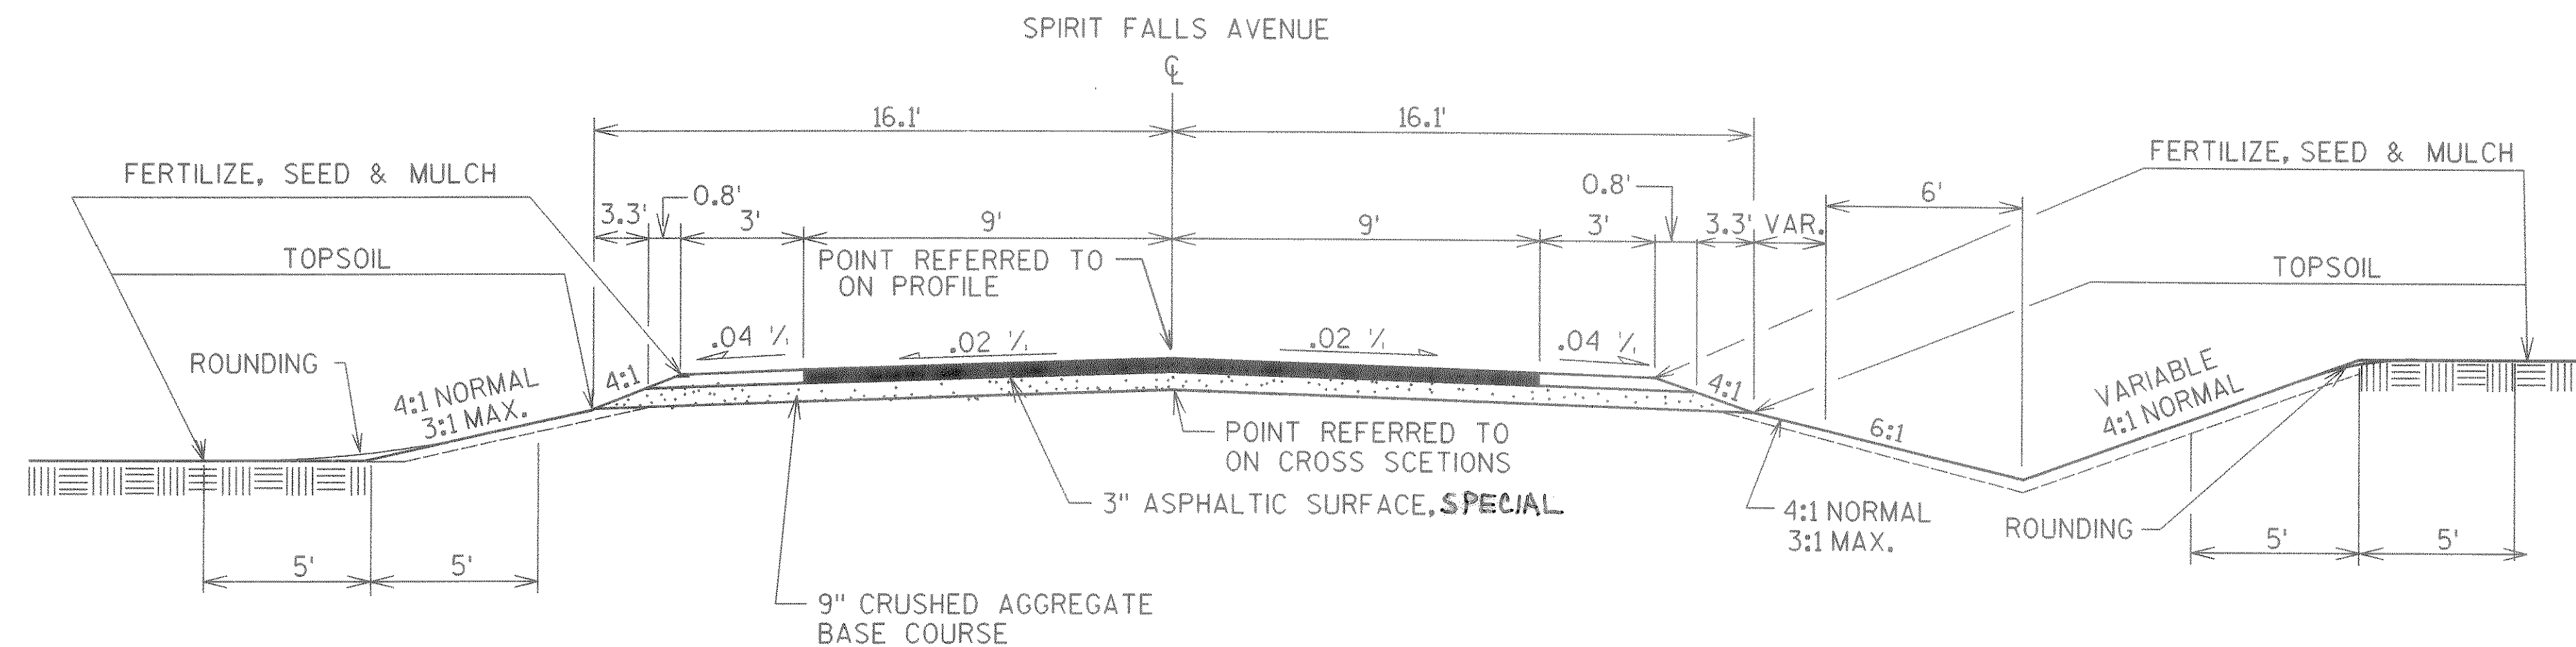 SPIRIT FALLS AVENUE
℄
16.1' 16.1'
FERTILIZE, SEED & MULCH
FERTILIZE, SEED & MULCH
0.8' 0.8' 6'
3.3' 3' 9' 9' 3' 3.3' VAR.
TOPSOIL
POINT REFERRED TO
ON PROFILE
TOPSOIL
.04 '/' .02 '/' .02 '/' .04 '/'
ROUNDING
4:1 NORMAL
3:1 MAX.
4:1
4:1
6:1
VARIABLE
4:1 NORMAL
POINT REFERRED TO
ON CROSS SCETIONS
3" ASPHALTIC SURFACE, SPECIAL
4:1 NORMAL
3:1 MAX.
ROUNDING
5' 5'
5' 5'
9" CRUSHED AGGREGATE
BASE COURSE